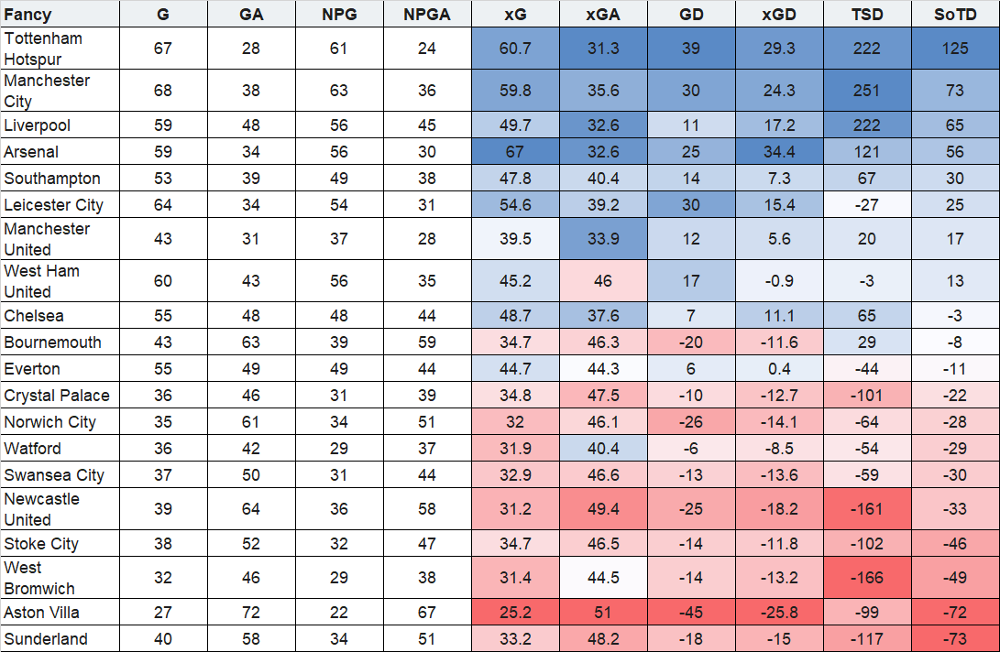 Fancy G GA NPG NPGA xG xGA GD xGD TSD SoTD
Tottenham
Hotspur 67 28 61 24 60.7 31.3 39 29.3 222 125
Manchester
City 68 38 63 36 59.8 35.6 30 24.3 251 73
Liverpool 59 48 56 45 49.7 32.6 11 17.2 222 65
Arsenal 59 34 56 30 67 32.6 25 34.4 121 56
Southampton 53 39 49 38 47.8 40.4 14 7.3 67 30
Leicester City 64 34 54 31 54.6 39.2 30 15.4 -27 25
Manchester
United 43 31 37 28 39.5 33.9 12 5.6 20 17
West Ham
United 60 43 56 35 45.2 46 17 -0.9 -3 13
Chelsea 55 48 48 44 48.7 37.6 7 11.1 65 -3
Bournemouth 43 63 39 59 34.7 46.3 -20 -11.6 29 -8
Everton 55 49 49 44 44.7 44.3 6 0.4 -44 -11
Crystal Palace 36 46 31 39 34.8 47.5 -10 -12.7 -101 -22
Norwich City 35 61 34 51 32 46.1 -26 -14.1 -64 -28
Watford 36 42 29 37 31.9 40.4 -6 -8.5 -54 -29
Swansea City 37 50 31 44 32.9 46.6 -13 -13.6 -59 -30
Newcastle
United 39 64 36 58 31.2 49.4 -25 -18.2 -161 -33
Stoke City 38 52 32 47 34.7 46.5 -14 -11.8 -102 -46
West
Bromwich 32 46 29 38 31.4 44.5 -14 -13.2 -166 -49
Aston Villa 27 72 22 67 25.2 51 -45 -25.8 -99 -72
Sunderland 40 58 34 51 33.2 48.2 -18 -15 -117 -73